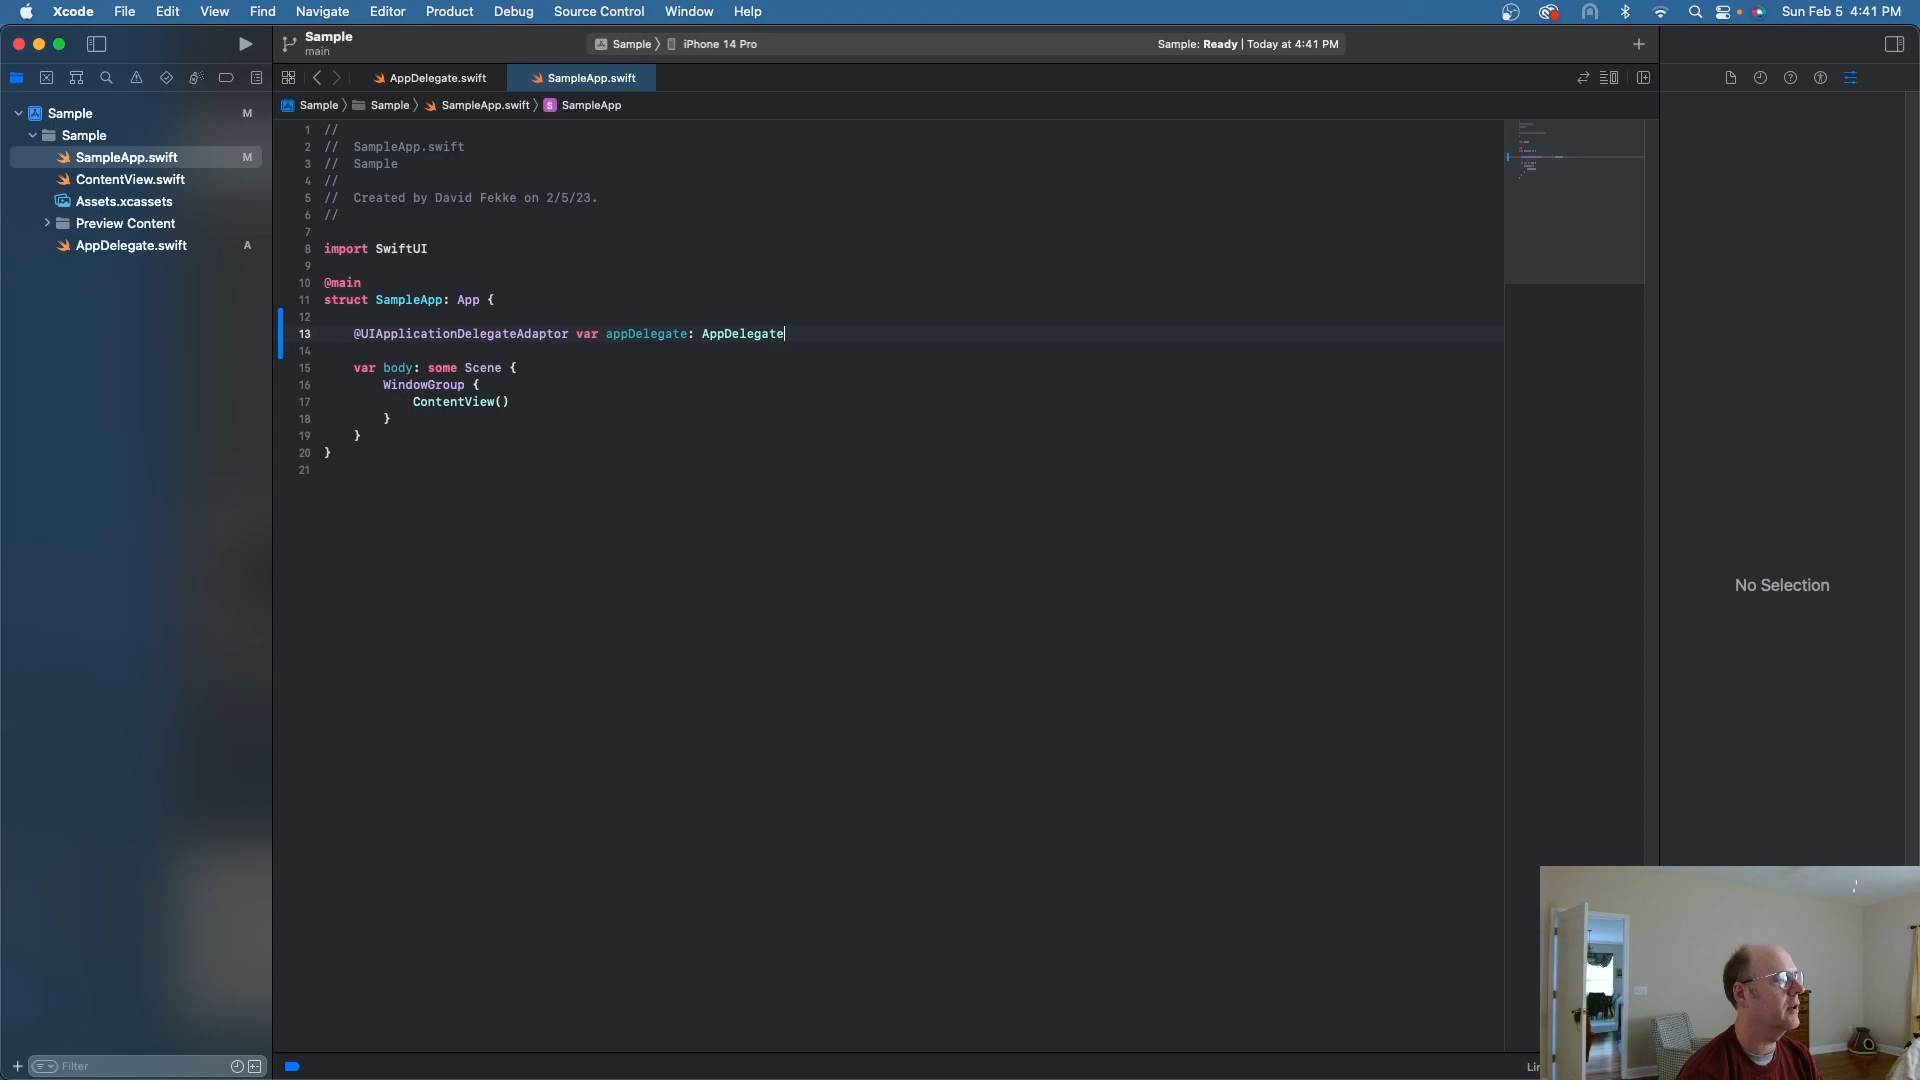 Xcode File Edit View Find Navigate Editor Product Debug Source Control Window Help Sun Feb 5 4:41 PM
Sample
main
Sample iPhone 14 Pro
Sample: Ready | Today at 4:41 PM
AppDelegate.swift SampleApp.swift
Sample Sample SampleApp.swift S SampleApp
Sample M
Sample
SampleApp.swift M
ContentView.swift
Assets.xcassets
Preview Content
AppDelegate.swift A
1 //
2 // SampleApp.swift
3 // Sample
4 //
5 // Created by David Fekke on 2/5/23.
6 //
7
8 import SwiftUI
9
10 @main
11 struct SampleApp: App {
12
13 @UIApplicationDelegateAdaptor var appDelegate: AppDelegate
14
15 var body: some Scene {
16 WindowGroup {
17 ContentView()
18 }
19 }
20 }
21
No Selection
Filter